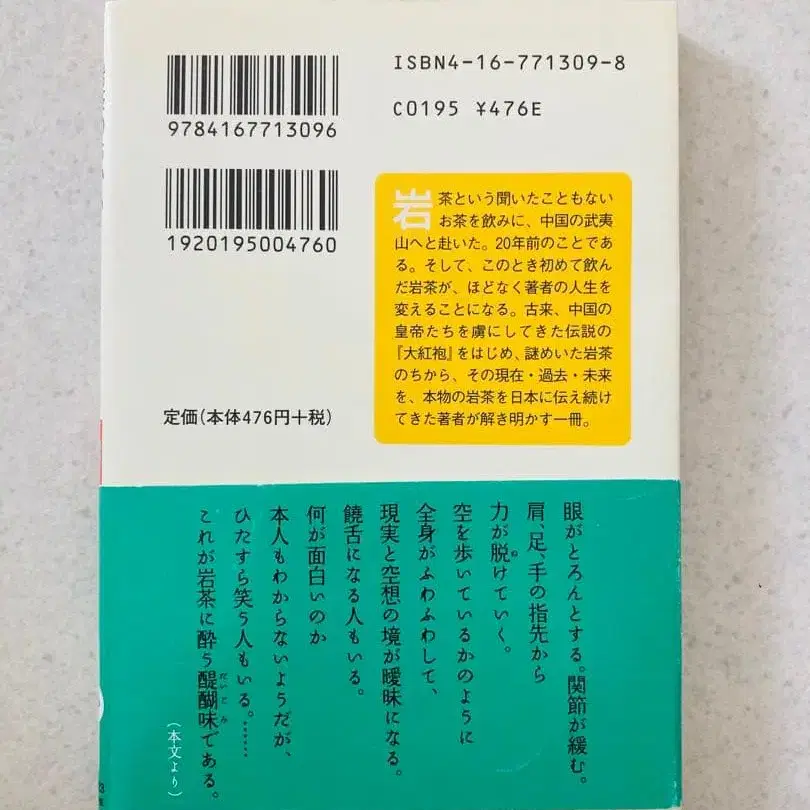 9784167713096
ISBN4-16-771309-8
C0195 ¥476E
1920195004760
定価(本体476円+税)
岩茶という聞いたこともない
お茶を飲みに、中国の武夷
山へと赴いた。20年前のことであ
る。そして、このとき初めて飲ん
だ岩茶が、ほどなく著者の人生を
変えることになる。古来、中国の
皇帝たちを虜にしてきた伝説の
『大紅袍』をはじめ、謎めいた岩茶
のちから、その現在・過去・未来
を、本物の岩茶を日本に伝え続け
てきた著者が解き明かす一冊。
眼がとろんとする。関節が緩む。
肩、足、手の指先から
力が脱けていく。
空を歩いているかのように
全身がふわふわして、
現実と空想の境が曖昧になる。
饒舌になる人もいる。
何が面白いのか
本人もわからないようだが、
ひたすら笑う人もいる。……
これが岩茶に酔う醍醐味である。
(本文より)